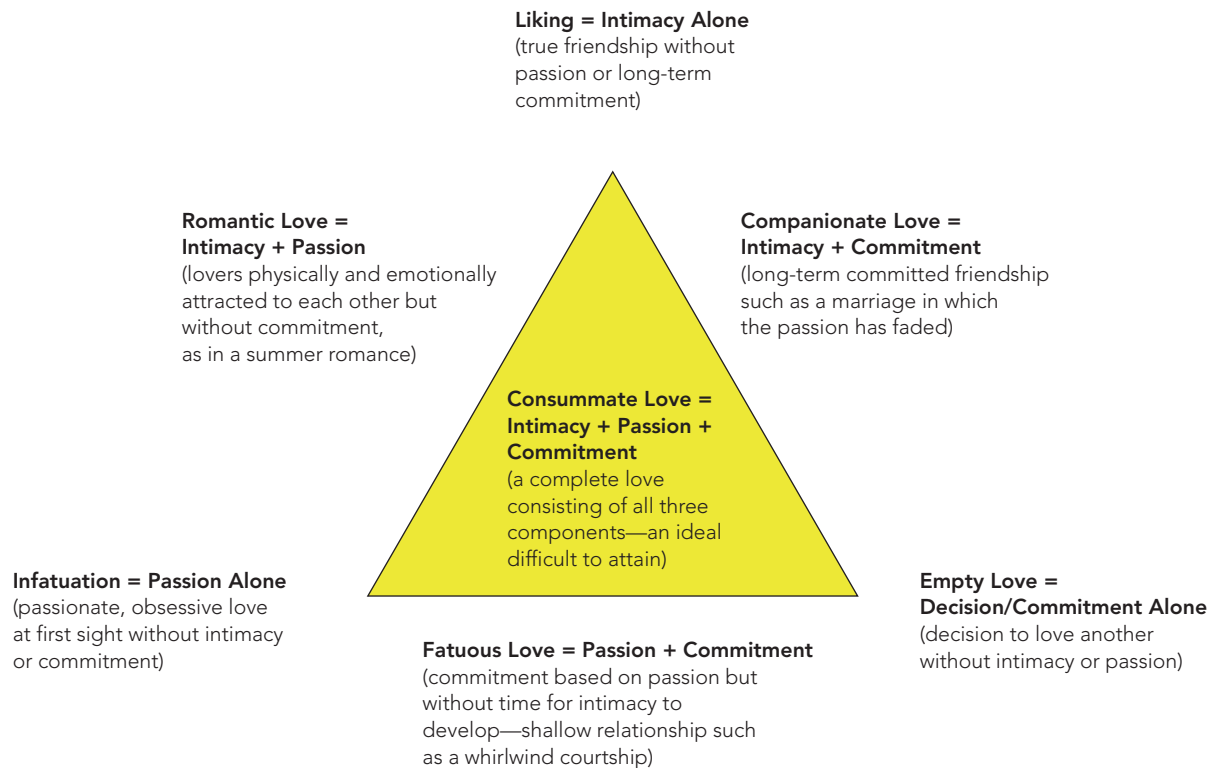 Liking = Intimacy Alone
(true friendship without
passion or long-term
commitment)
Romantic Love =
Intimacy + Passion
(lovers physically and emotionally
attracted to each other but
without commitment,
as in a summer romance)
Companionate Love =
Intimacy + Commitment
(long-term committed friendship
such as a marriage in which
the passion has faded)
Consummate Love =
Intimacy + Passion +
Commitment
(a complete love
consisting of all three
components—an ideal
difficult to attain)
Infatuation = Passion Alone
(passionate, obsessive love
at first sight without intimacy
or commitment)
Empty Love =
Decision/Commitment Alone
(decision to love another
without intimacy or passion)
Fatuous Love = Passion + Commitment
(commitment based on passion but
without time for intimacy to
develop—shallow relationship such
as a whirlwind courtship)